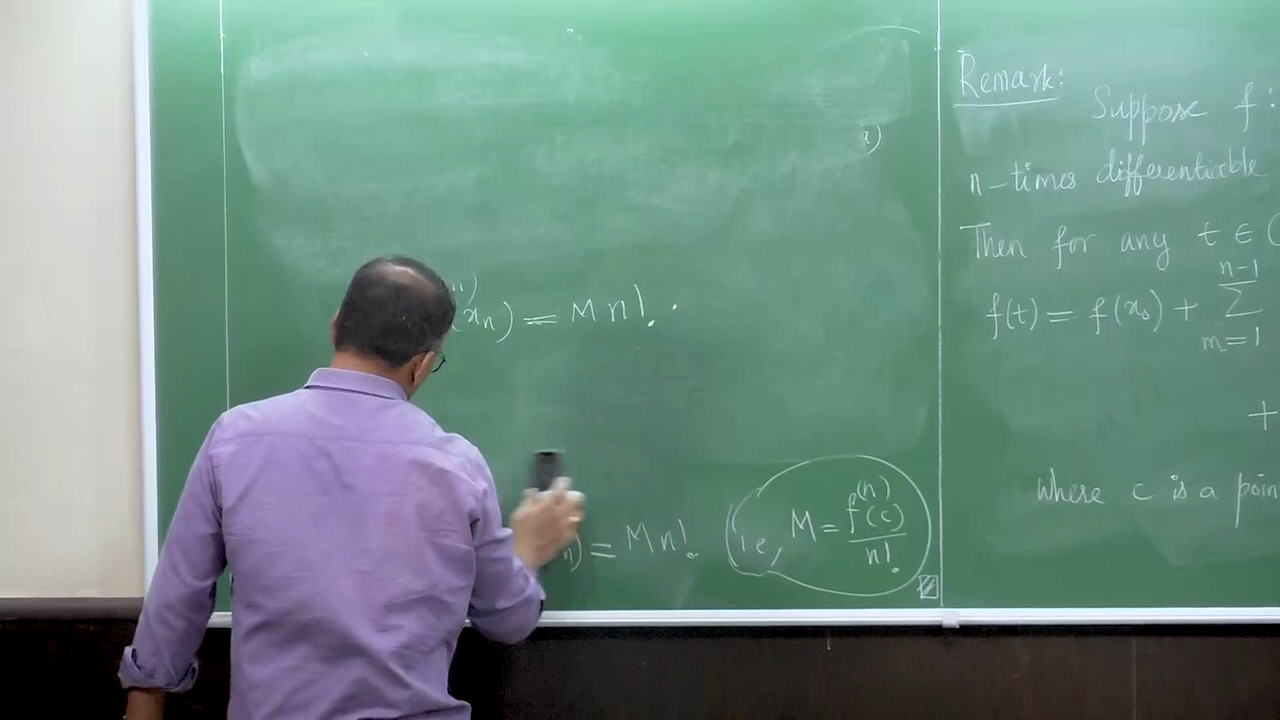 x)
(xₙ) = M n!.
n) = M n!.
(i.e., M = f⁽ⁿ⁾(c) / n!
Remark:
Suppose f :
n-times differentiable
Then for any t ∈ (
f(t) = f(x₀) + Σ_{m=1}^{n-1}
+
where c is a poin